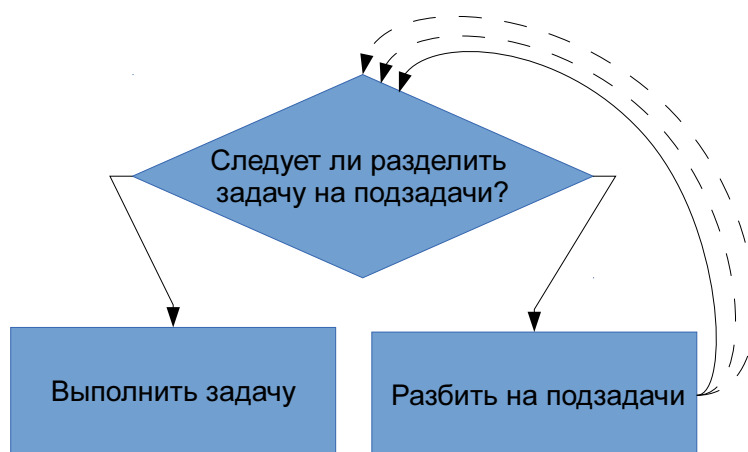 Следует ли разделить
задачу на подзадачи?
Выполнить задачу
Разбить на подзадачи